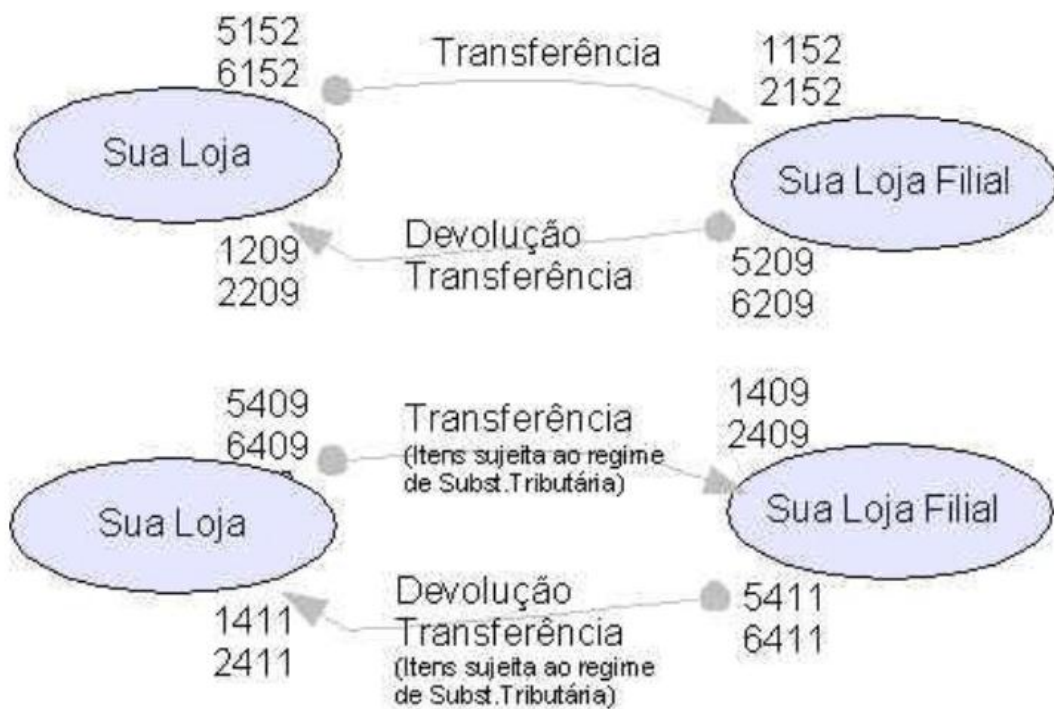 5152
6152
Transferência
1152
2152
Sua Loja
Sua Loja Filial
1209
2209
Devolução
Transferência
5209
6209
5409
6409
Transferência
(Itens sujeita ao regime
de Subst.Tributária)
1409
2409
Sua Loja
Sua Loja Filial
1411
2411
Devolução
Transferência
(Itens sujeita ao regime
de Subst.Tributária)
5411
6411